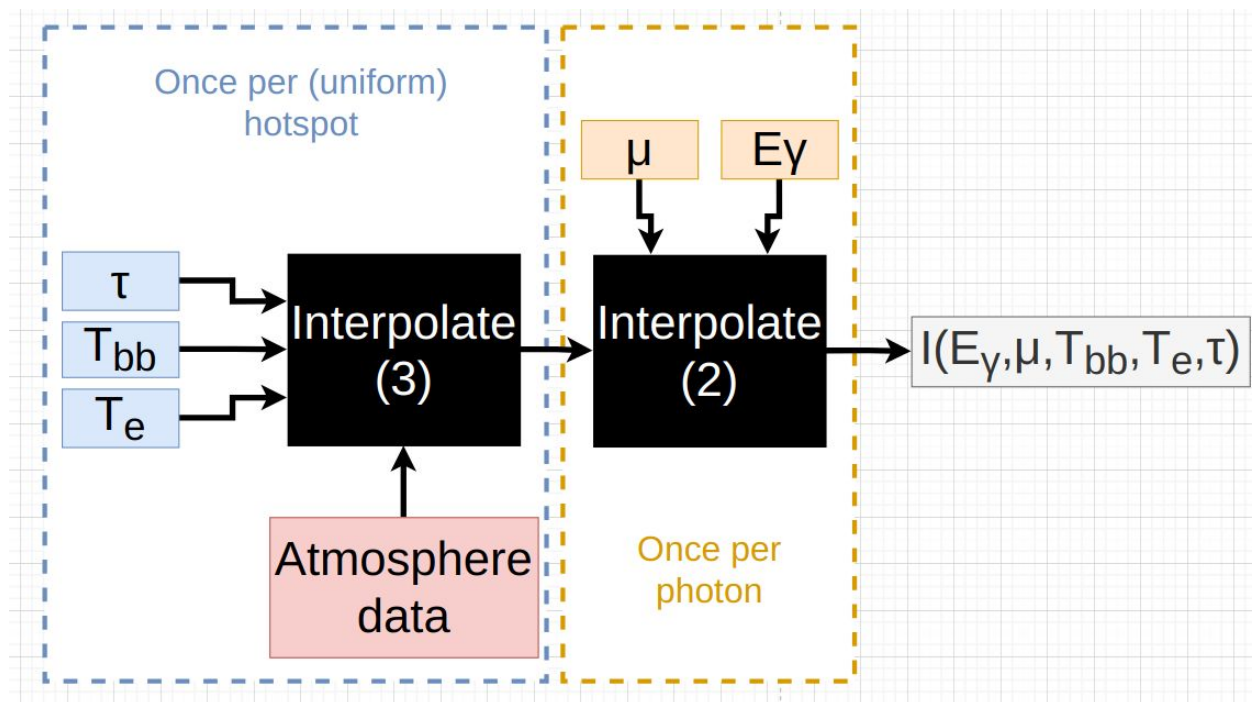 Once per (uniform)
hotspot
τ
Tbb
Te
Interpolate
(3)
Atmosphere
data
μ
Eγ
Interpolate
(2)
Once per
photon
I(Eγ,μ,Tbb,Te,τ)